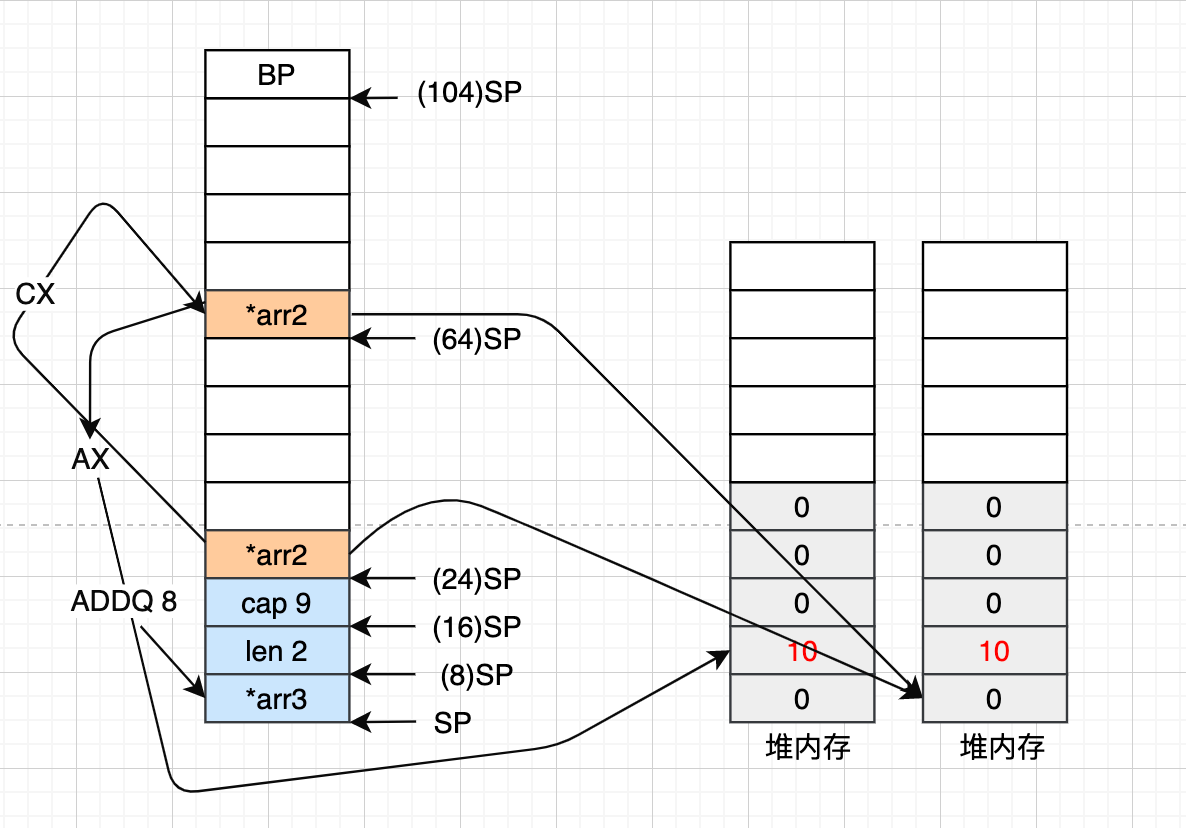 BP
(104)SP
CX
*arr2
(64)SP
AX
0 0
*arr2
0 0
(24)SP
ADDQ 8
cap 9
0 0
(16)SP
len 2
10 10
(8)SP
*arr3
0 0
SP
堆内存 堆内存